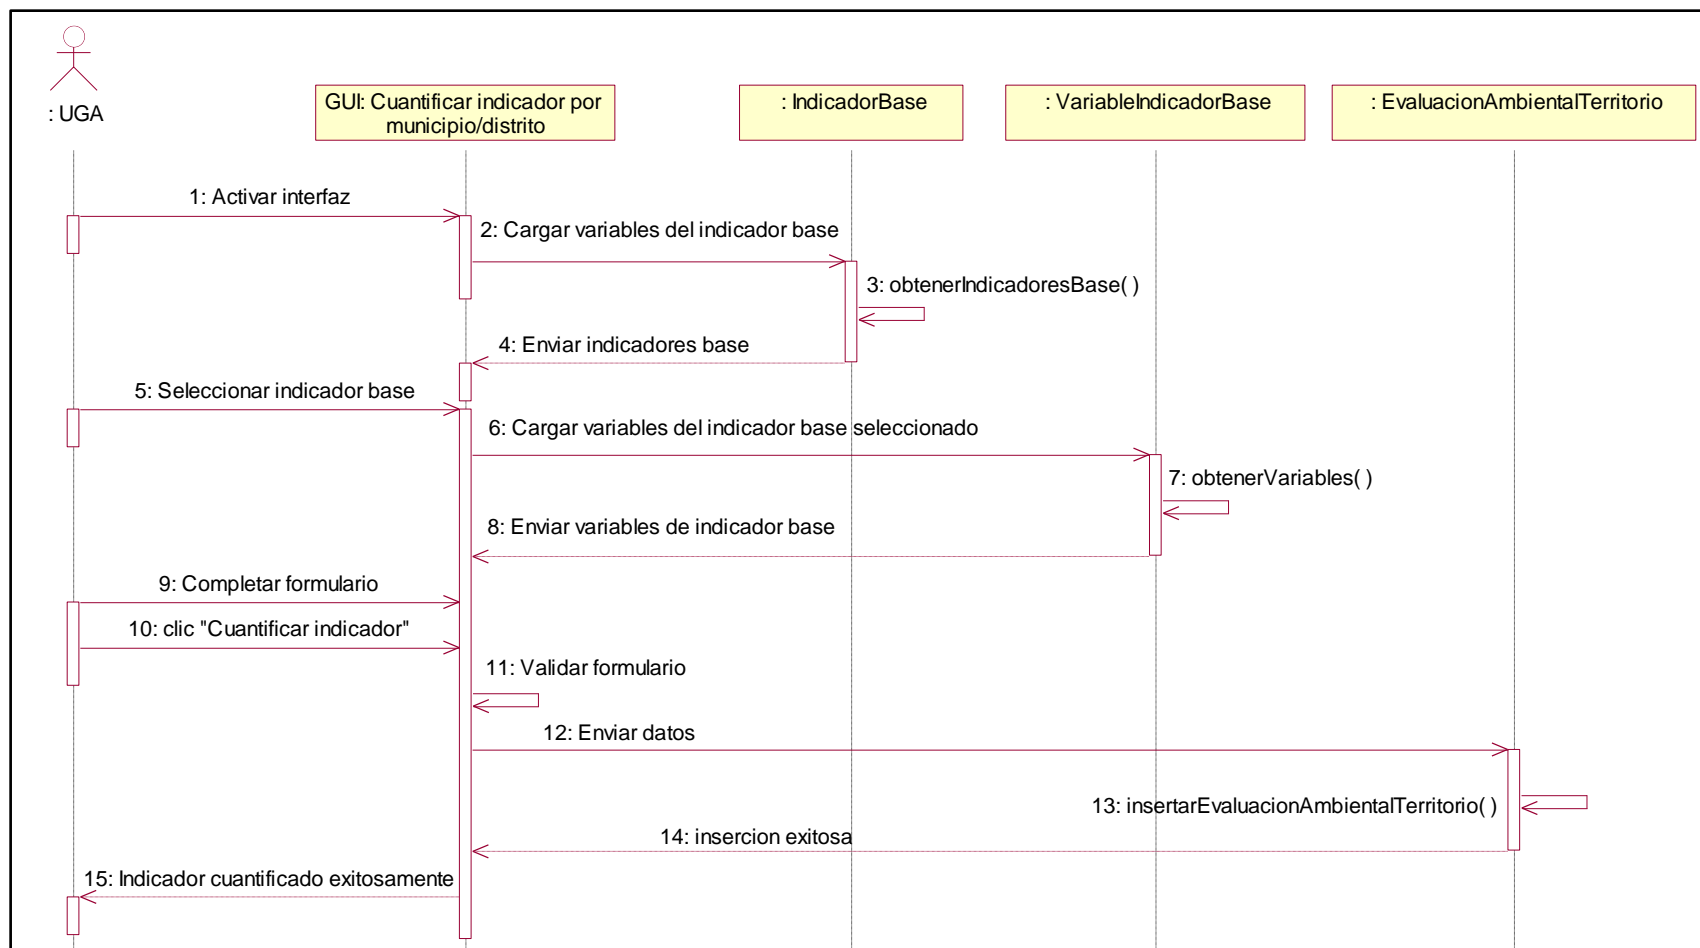 : UGA
GUI: Cuantificar indicador por
municipio/distrito
: IndicadorBase
: VariableIndicadorBase
: EvaluacionAmbientalTerritorio
1: Activar interfaz
2: Cargar variables del indicador base
3: obtenerIndicadoresBase( )
4: Enviar indicadores base
5: Seleccionar indicador base
6: Cargar variables del indicador base seleccionado
7: obtenerVariables( )
8: Enviar variables de indicador base
9: Completar formulario
10: clic "Cuantificar indicador"
11: Validar formulario
12: Enviar datos
13: insertarEvaluacionAmbientalTerritorio( )
14: insercion exitosa
15: Indicador cuantificado exitosamente